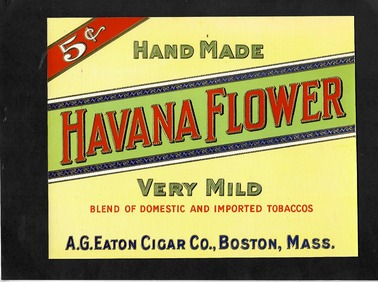 5¢
HAND MADE
HAVANA FLOWER
VERY MILD
BLEND OF DOMESTIC AND IMPORTED TOBACCOS
A.G. EATON CIGAR CO., BOSTON, MASS.